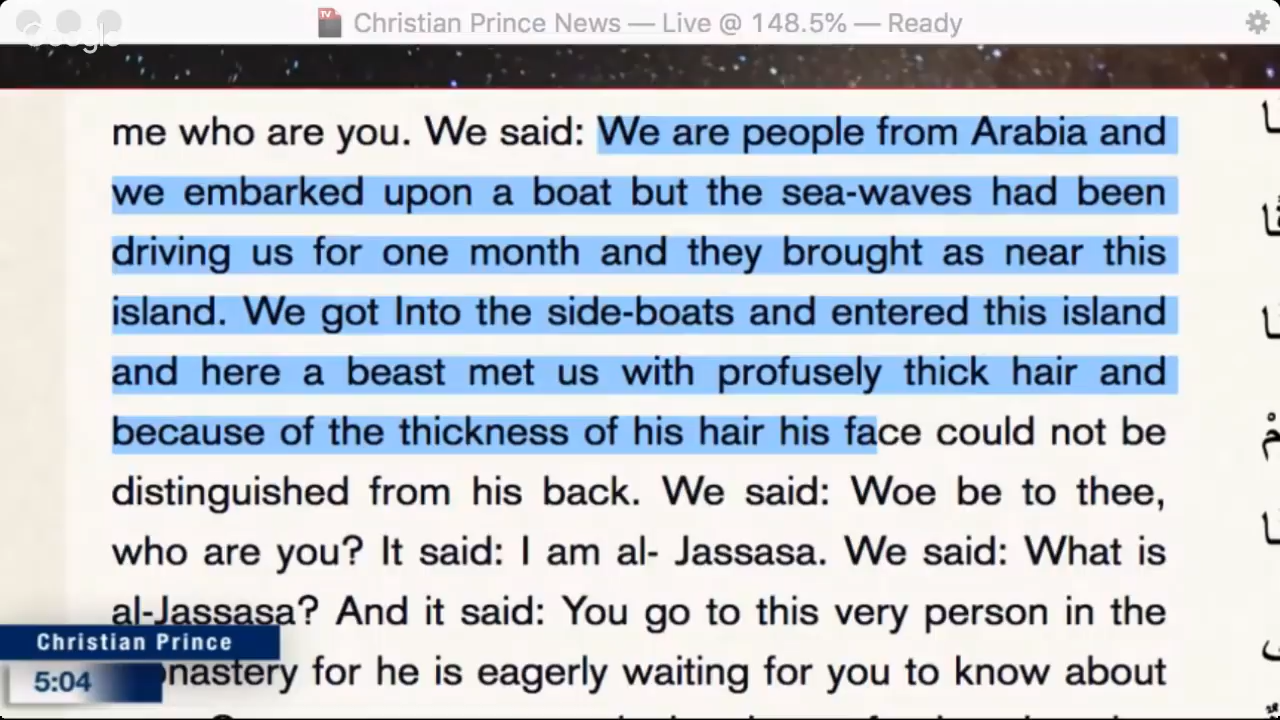 Christian Prince News — Live @ 148.5% — Ready
Google
me who are you. We said: We are people from Arabia and
we embarked upon a boat but the sea-waves had been
driving us for one month and they brought as near this
island. We got Into the side-boats and entered this island
and here a beast met us with profusely thick hair and
because of the thickness of his hair his face could not be
distinguished from his back. We said: Woe be to thee,
who are you? It said: I am al- Jassasa. We said: What is
al-Jassasa? And it said: You go to this very person in the
onastery for he is eagerly waiting for you to know about
Christian Prince
5:04